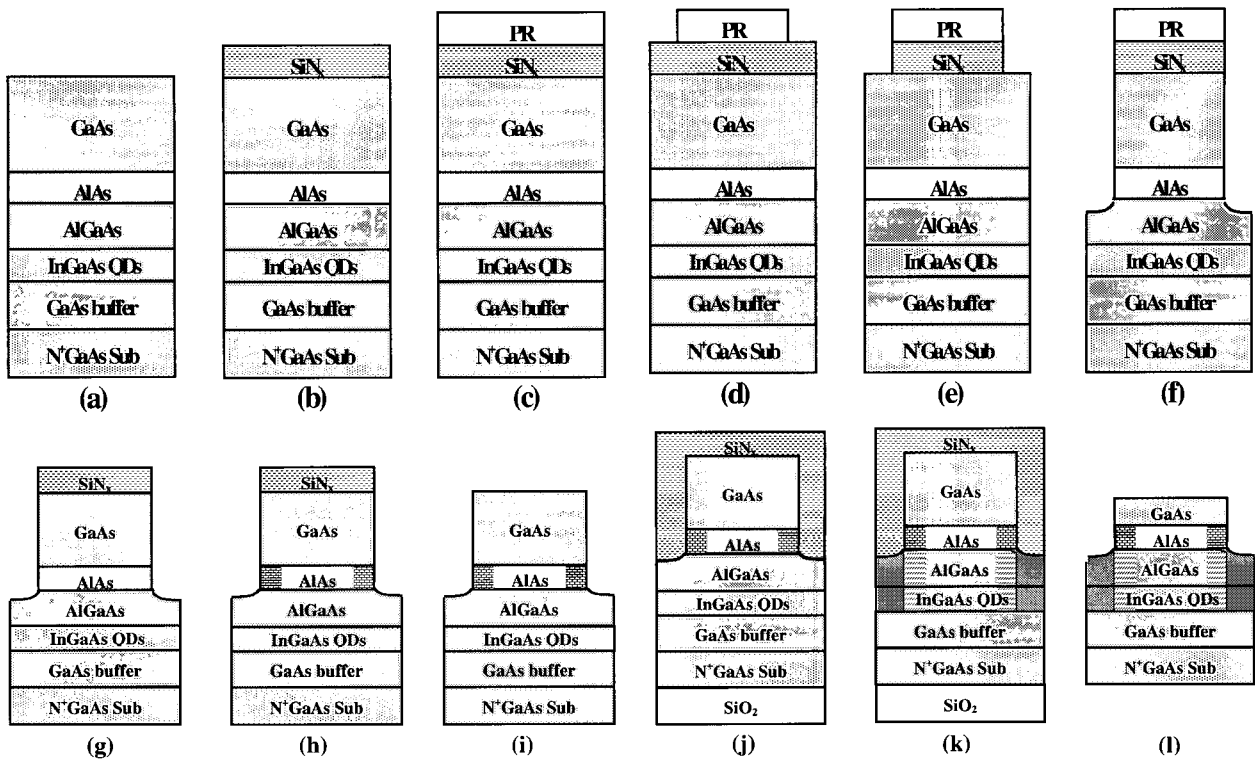 GaAs
AlAs
AlGaAs
InGaAs QDs
GaAs buffer
N⁺GaAs Sub
(a)
SiNₓ
GaAs
AlAs
AlGaAs
InGaAs QDs
GaAs buffer
N⁺GaAs Sub
(b)
PR
SiNₓ
GaAs
AlAs
AlGaAs
InGaAs QDs
GaAs buffer
N⁺GaAs Sub
(c)
PR
SiNₓ
GaAs
AlAs
AlGaAs
InGaAs QDs
GaAs buffer
N⁺GaAs Sub
(d)
PR
SiNₓ
GaAs
AlAs
AlGaAs
InGaAs QDs
GaAs buffer
N⁺GaAs Sub
(e)
PR
SiNₓ
GaAs
AlAs
AlGaAs
InGaAs QDs
GaAs buffer
N⁺GaAs Sub
(f)
SiNₓ
GaAs
AlAs
AlGaAs
InGaAs QDs
GaAs buffer
N⁺GaAs Sub
(g)
SiNₓ
GaAs
AlAs
AlGaAs
InGaAs QDs
GaAs buffer
N⁺GaAs Sub
(h)
GaAs
AlAs
AlGaAs
InGaAs QDs
GaAs buffer
N⁺GaAs Sub
(i)
SiNₓ
GaAs
AlAs
AlGaAs
InGaAs QDs
GaAs buffer
N⁺GaAs Sub
SiO₂
(j)
SiNₓ
GaAs
AlAs
AlGaAs
InGaAs QDs
GaAs buffer
N⁺GaAs Sub
SiO₂
(k)
GaAs
AlAs
AlGaAs
InGaAs QDs
GaAs buffer
N⁺GaAs Sub
(l)